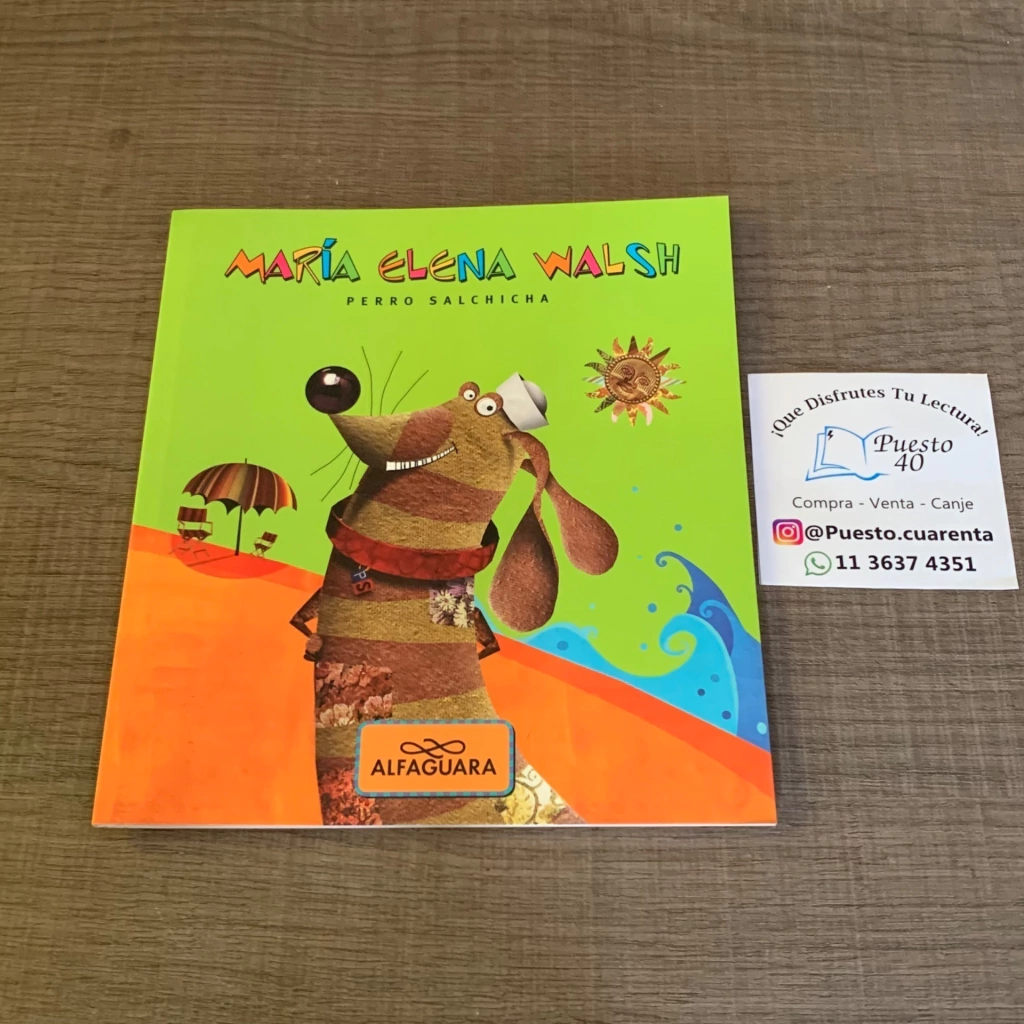 MARÍA ELENA WALSH
PERRO SALCHICHA
ALFAGUARA
¡Que Disfrutes Tu Lectura!
Puesto
40
Compra - Venta - Canje
@Puesto.cuarenta
11 3637 4351